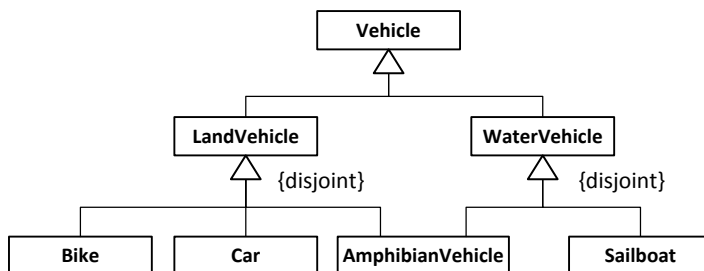 Vehicle
LandVehicle
WaterVehicle
{disjoint}
{disjoint}
Bike
Car
AmphibianVehicle
Sailboat